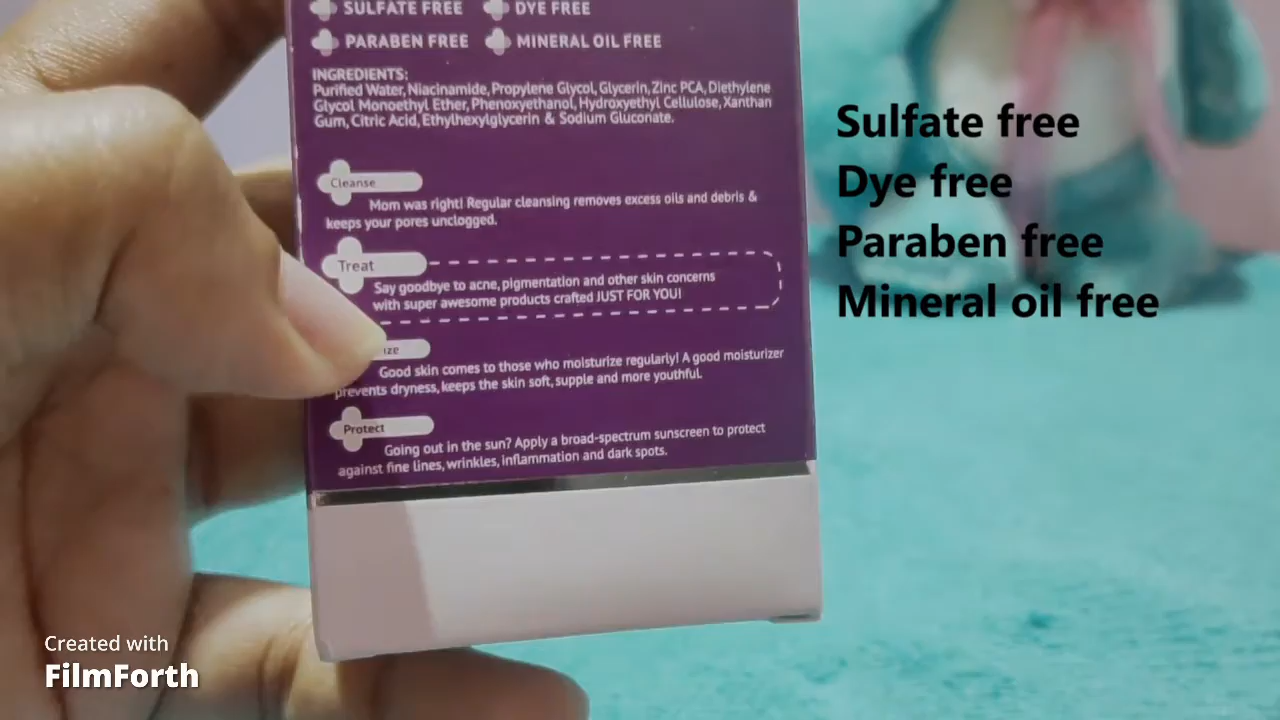 SULFATE FREE DYE FREE
PARABEN FREE MINERAL OIL FREE
INGREDIENTS:
Purified Water, Niacinamide, Propylene Glycol, Glycerin, Zinc PCA, Diethylene
Glycol Monoethyl Ether, Phenoxyethanol, Hydroxyethyl Cellulose, Xanthan
Gum, Citric Acid, Ethylhexylglycerin & Sodium Gluconate.
Cleanse
Mom was right! Regular cleansing removes excess oils and debris &
keeps your pores unclogged.
Treat
Say goodbye to acne, pigmentation and other skin concerns
with super awesome products crafted JUST FOR YOU!
ize
Good skin comes to those who moisturize regularly! A good moisturizer
prevents dryness, keeps the skin soft, supple and more youthful.
Protect
Going out in the sun? Apply a broad-spectrum sunscreen to protect
against fine lines, wrinkles, inflammation and dark spots.
Sulfate free
Dye free
Paraben free
Mineral oil free
Created with
FilmForth